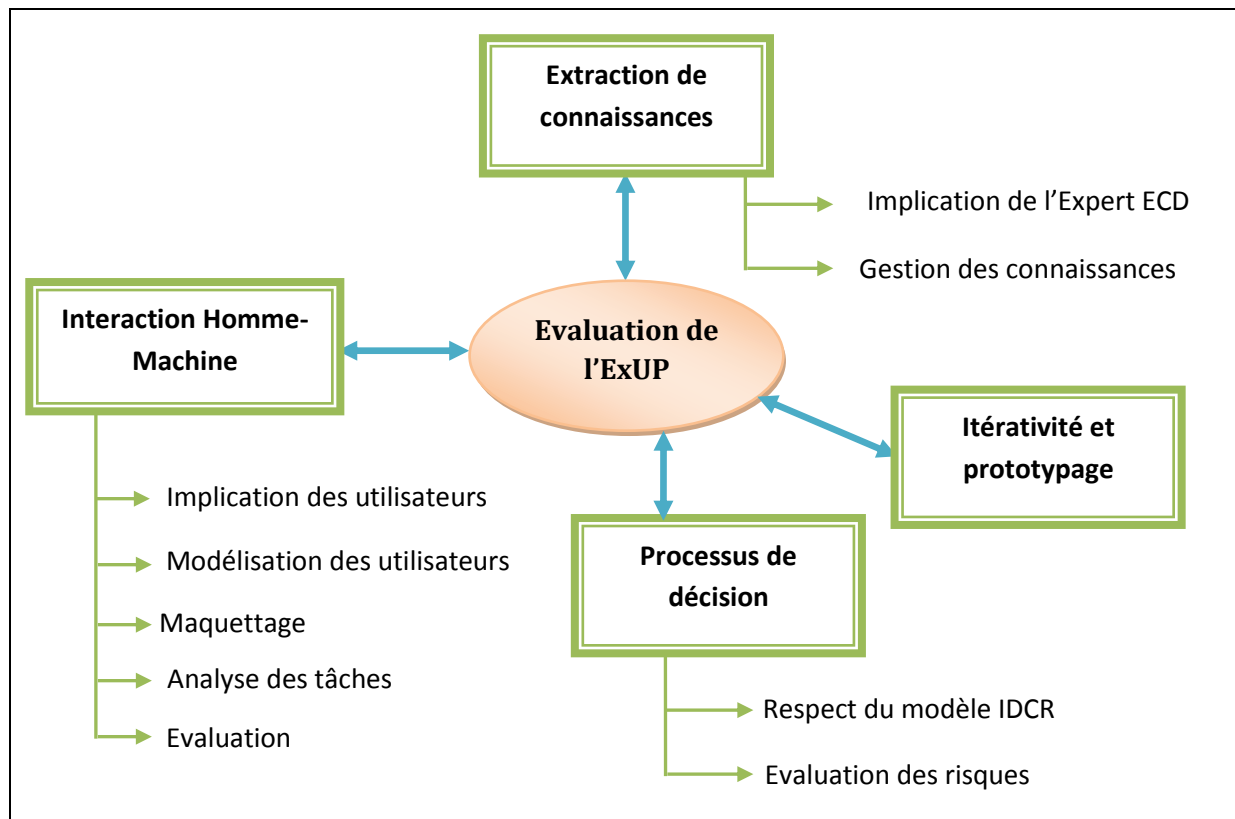 Extraction de
connaissances
Implication de l’Expert ECD
Gestion des connaissances
Interaction Homme-
Machine
Evaluation de
l’ExUP
Itérativité et
prototypage
Implication des utilisateurs
Modélisation des utilisateurs
Maquettage
Analyse des tâches
Evaluation
Processus de
décision
Respect du modèle IDCR
Evaluation des risques